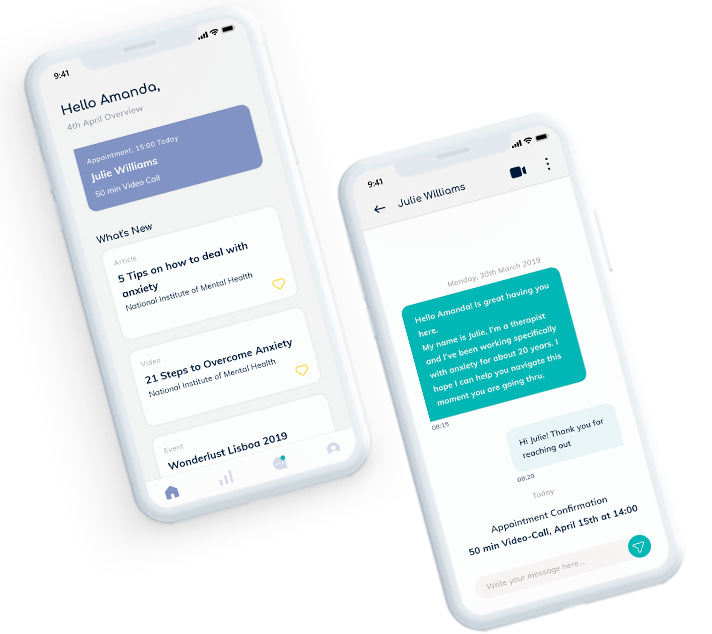 9:41
Hello Amanda,
4th April Overview
Appointment, 15:00 Today
Julie Williams
50 min Video Call
What's New
Article
5 Tips on how to deal with
anxiety
National Institute of Mental Health
Video
21 Steps to Overcome Anxiety
National Institute of Mental Health
Event
Wonderlust Lisboa 2019
9:41
Julie Williams
Monday, 30th March 2019
Hello Amanda! Is great having you
here.
My name is Julie, I'm a therapist
and I've been working specifically
with anxiety for about 20 years. I
hope I can help you navigate this
moment you are going thru.
08:15
Hi Julie! Thank you for
reaching out
08:20
Today
Appointment Confirmation
50 min Video-Call, April 15th at 14:00
Write your message here...